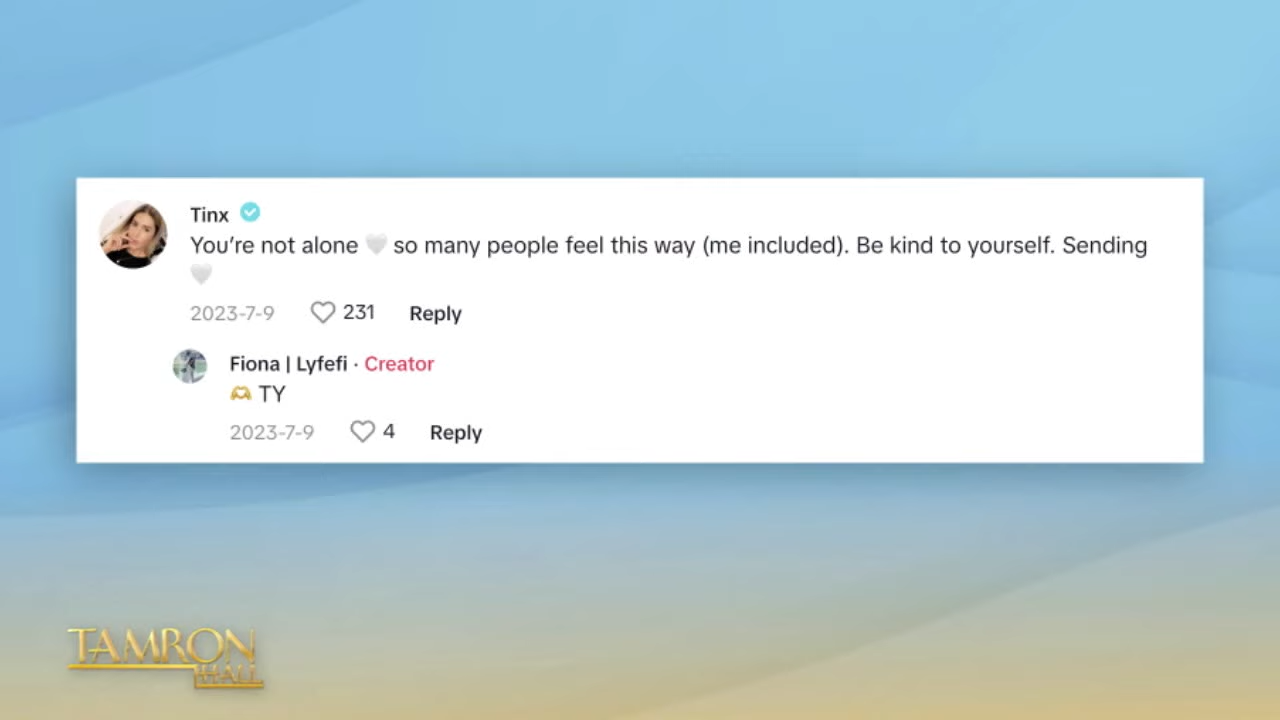 Tinx
You’re not alone 🤍 so many people feel this way (me included). Be kind to yourself. Sending
🤍
2023-7-9 231 Reply
Fiona | Lyfefi · Creator
🫶 TY
2023-7-9 4 Reply
TAMRON
HALL